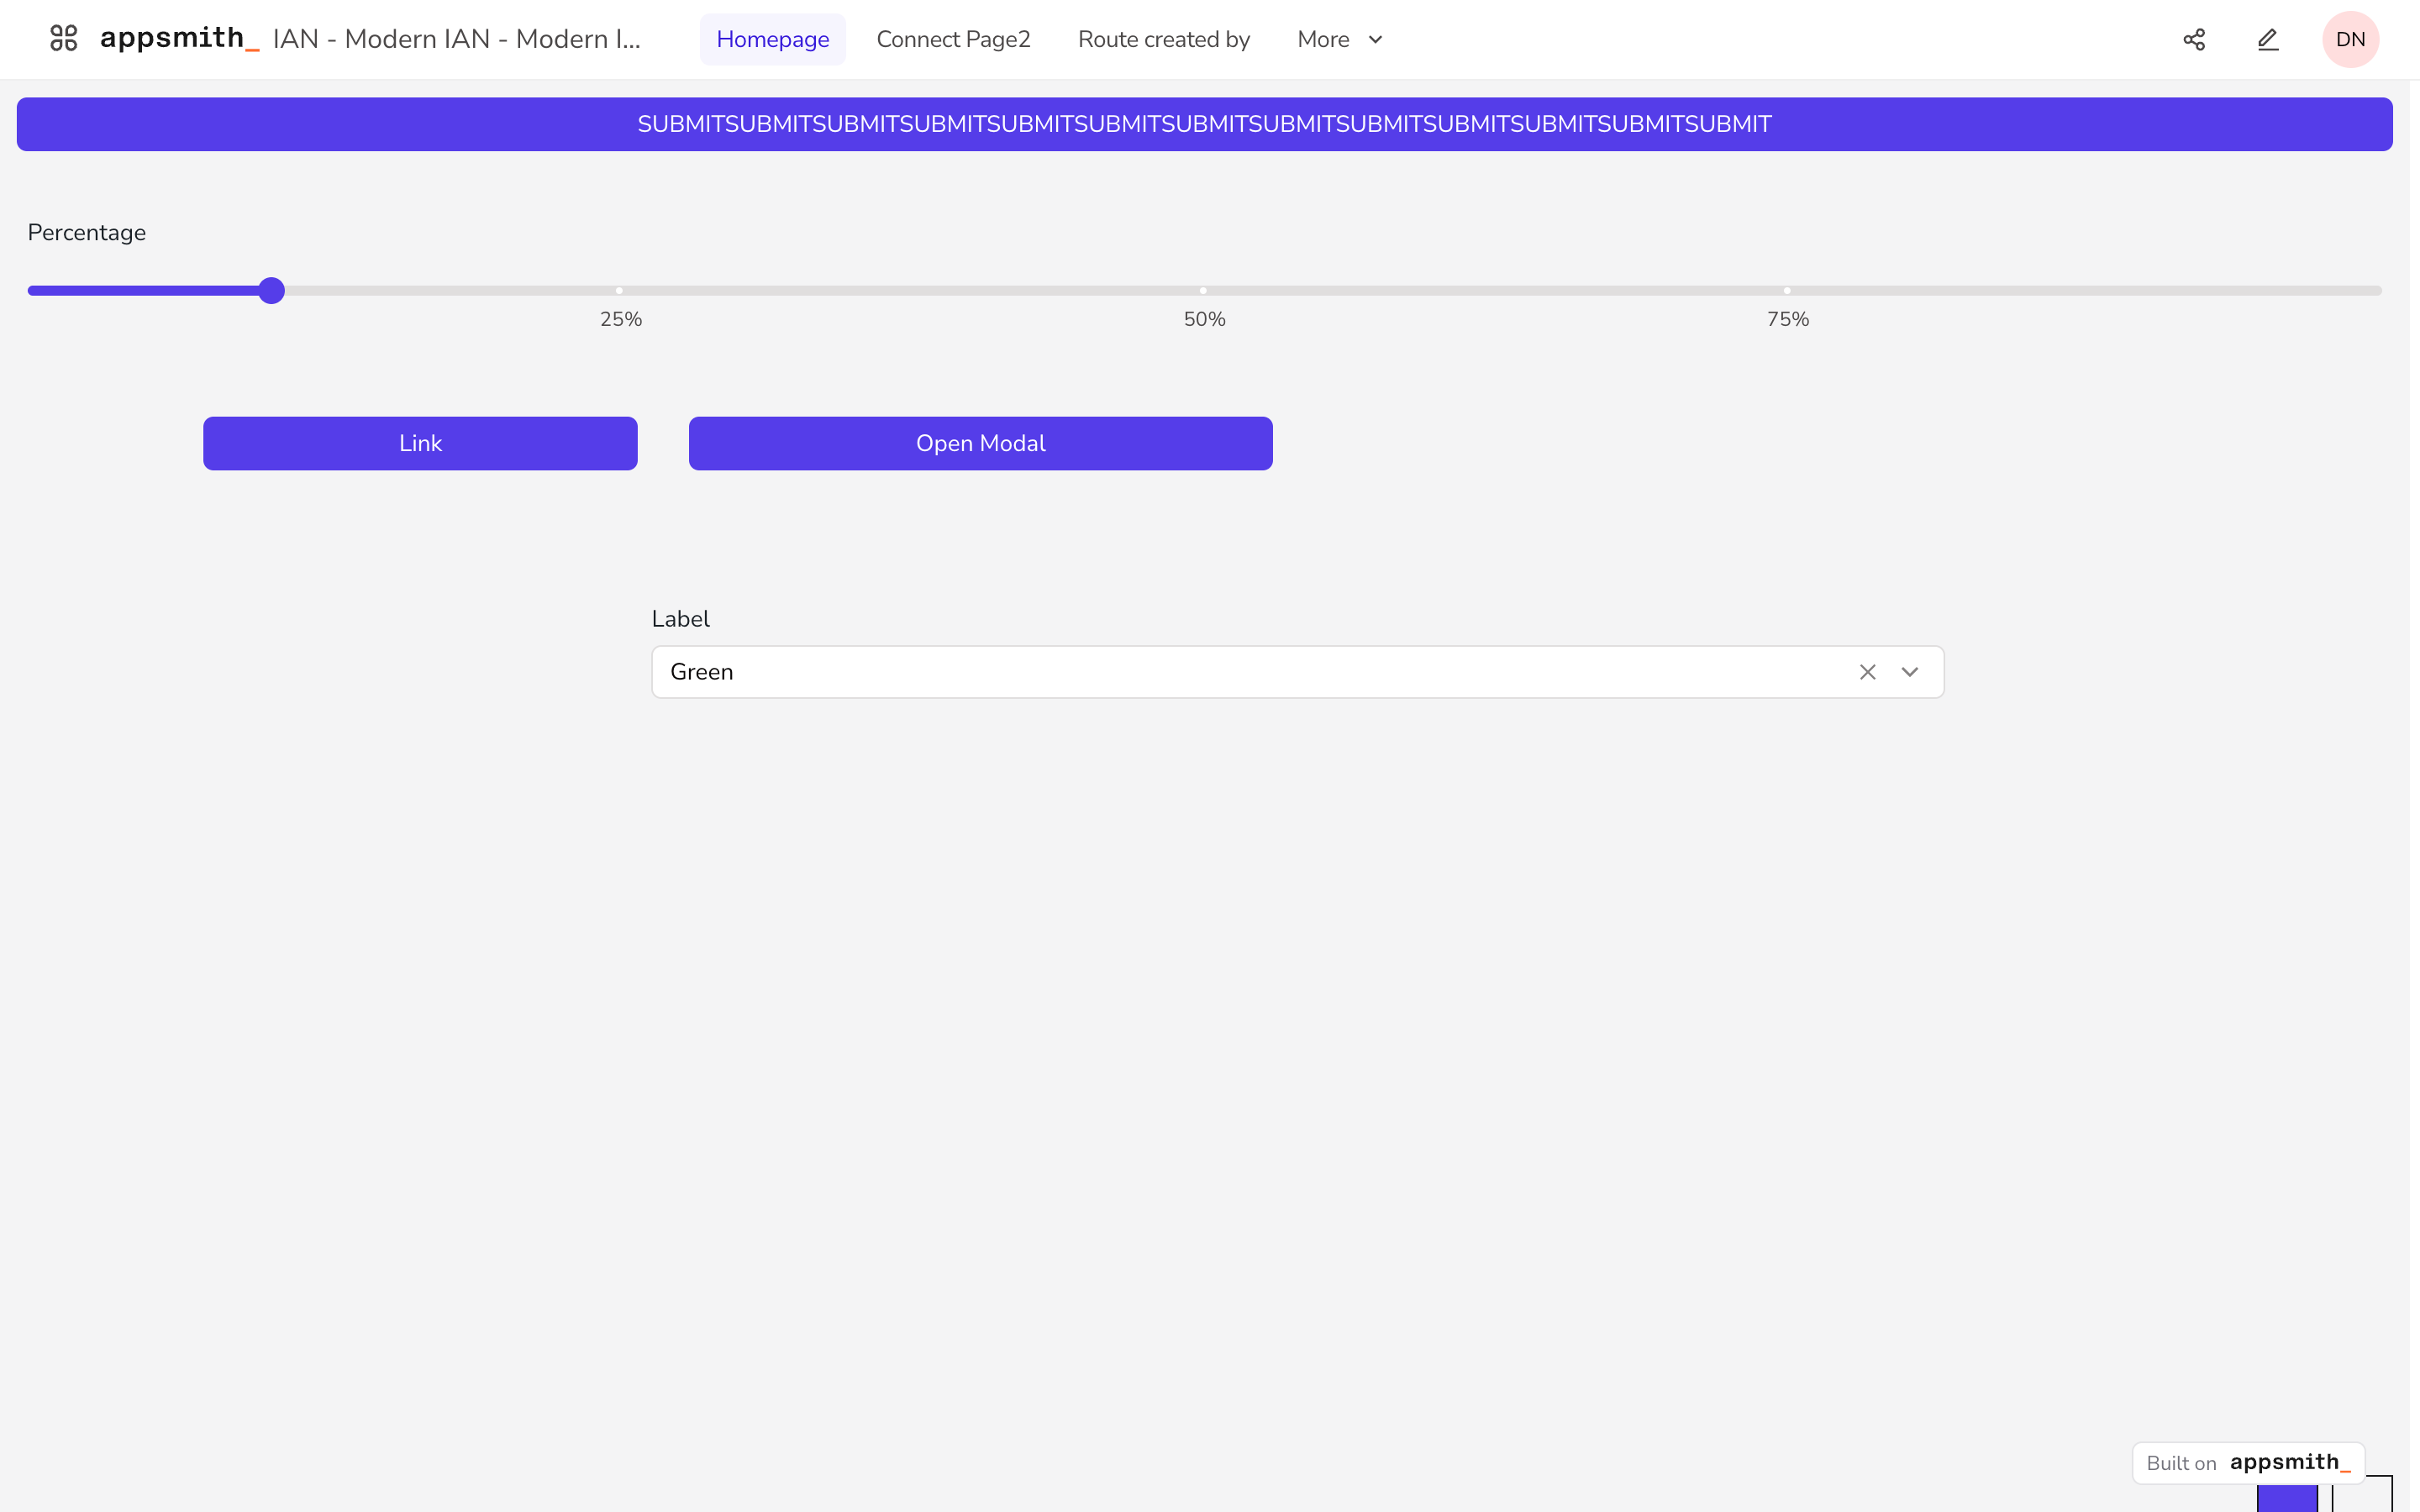 appsmith_ IAN - Modern IAN - Modern I... Homepage Connect Page2 Route created by More DN
SUBMITSUBMITSUBMITSUBMITSUBMITSUBMITSUBMITSUBMITSUBMITSUBMITSUBMITSUBMITSUBMIT
Percentage
25% 50% 75%
Link Open Modal
Label
Green
Built on appsmith_